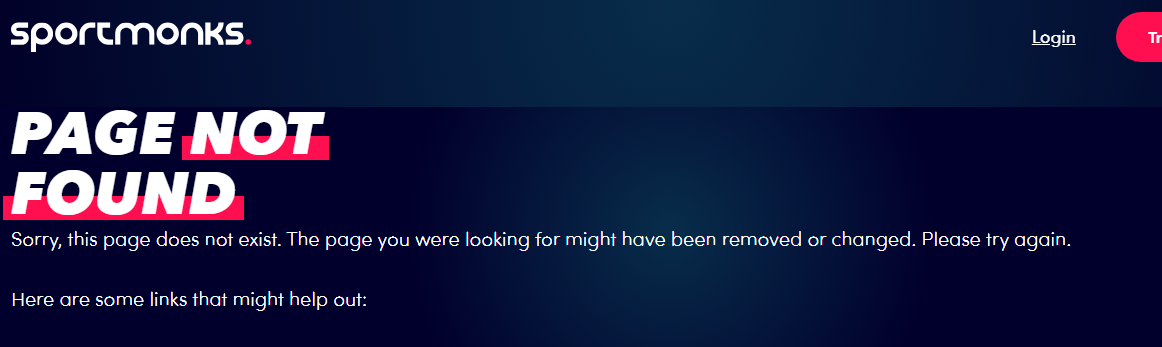 sportmonks.
Login
Tr
PAGE NOT
FOUND
Sorry, this page does not exist. The page you were looking for might have been removed or changed. Please try again.
Here are some links that might help out: